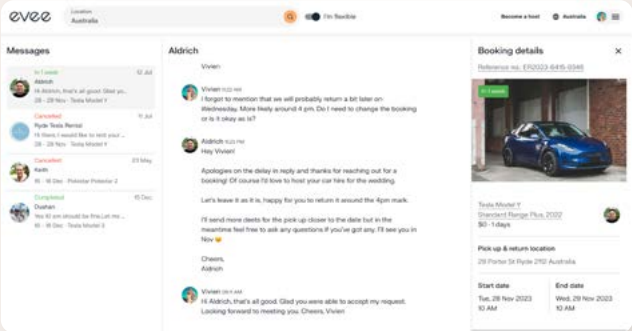 evee
Location
Australia
I'm flexible
Become a host
Australia
Messages
In 1 week
12 Jul
Aldrich
Hi Aldrich, that's all good. Glad yo...
28 - 29 Nov · Tesla Model Y
Cancelled
11 Jul
Ryde Tesla Rental
Hi there, I would like to rent your ...
28 - 29 Nov · Tesla Model Y
Cancelled
23 May
Keith
16 - 18 Dec · Polestar Polestar 2
Completed
15 Dec
Dushan
Yes 10 am should be fine. Let me ...
15 - 16 Dec · Tesla Model 3
Aldrich
Vivien
Vivien 11:22 AM
I forgot to mention that we will probably return a bit later on
Wednesday. More likely around 4 pm. Do I need to change the booking
or is it okay as is?
Aldrich 11:23 PM
Hey Vivien!
Apologies on the delay in reply and thanks for reaching out for a
booking! Of course I'd love to host your car hire for the wedding.
Let's leave it as it is, happy for you to return it around the 4pm mark.
I'll send more deets for the pick up closer to the date but in the
meantime feel free to ask any questions if you've got any. I'll see you in
Nov 😉
Cheers,
Aldrich
Vivien
Hi Aldrich, that's all good. Glad you were able to accept my request.
Looking forward to meeting you. Cheers, Vivien
Booking details
Reference no. ER2023-6415-9346
In 1 week
Tesla Model Y
Standard Range Plus, 2022
$0 · 1 days
Pick up & return location
28 Porter St Ryde 2112 Australia
Start date
End date
Tue, 28 Nov 2023
Wed, 29 Nov 2023
10 AM
10 AM